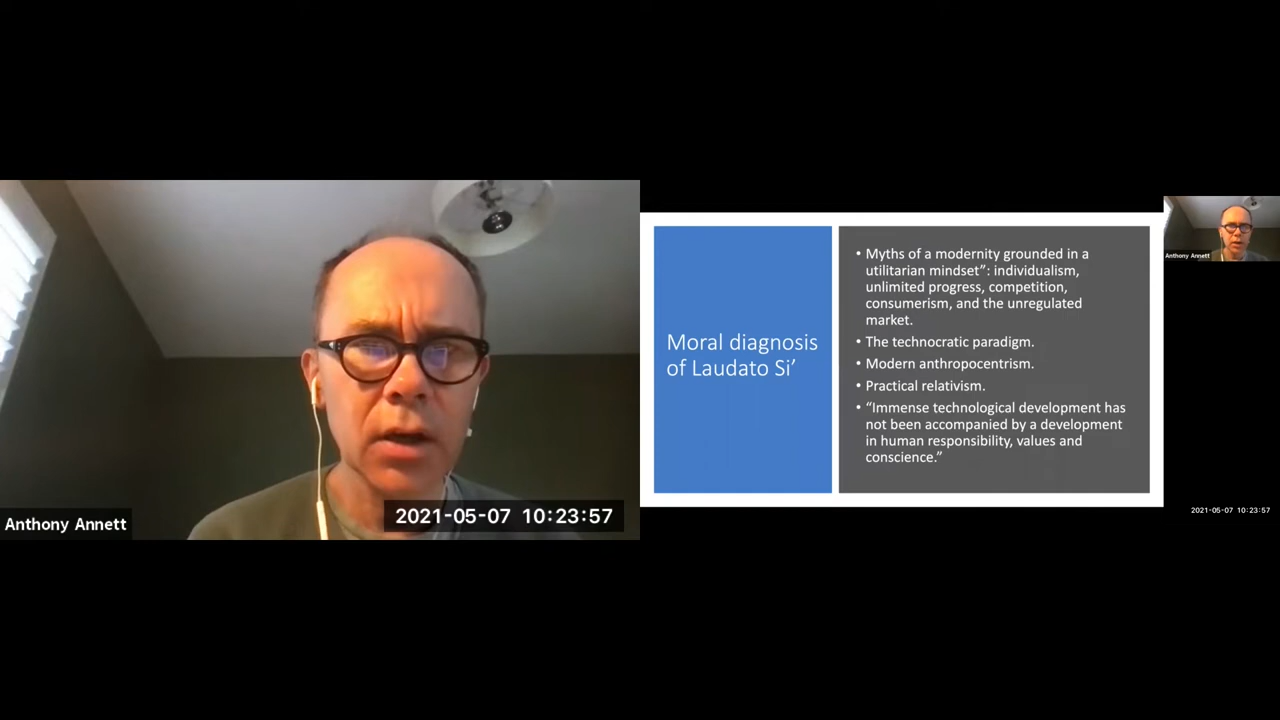 Anthony Annett
2021-05-07 10:23:57
Moral diagnosis
of Laudato Si’
• Myths of a modernity grounded in a
utilitarian mindset”: individualism,
unlimited progress, competition,
consumerism, and the unregulated
market.
• The technocratic paradigm.
• Modern anthropocentrism.
• Practical relativism.
• “Immense technological development has
not been accompanied by a development
in human responsibility, values and
conscience.”
Anthony Annett
2021-05-07 10:23:57